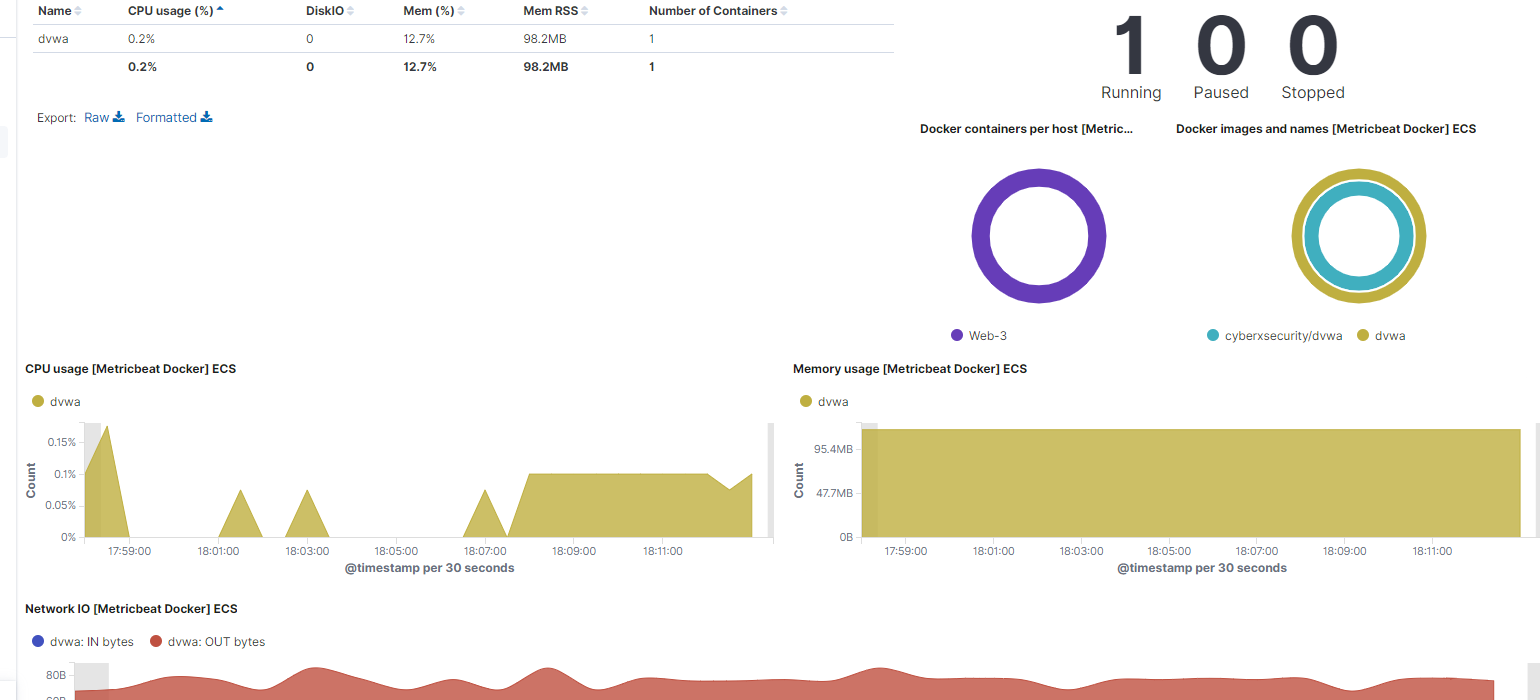 Name CPU usage (%) DiskIO Mem (%) Mem RSS Number of Containers
dvwa 0.2% 0 12.7% 98.2MB 1
0.2% 0 12.7% 98.2MB 1
Export: Raw Formatted
1 0 0
Running Paused Stopped
Docker containers per host [Metric...
Docker images and names [Metricbeat Docker] ECS
Web-3
cyberxsecurity/dvwa dvwa
CPU usage [Metricbeat Docker] ECS
dvwa
0.15%
0.1%
0.05%
0%
Count
17:59:00 18:01:00 18:03:00 18:05:00 18:07:00 18:09:00 18:11:00
@timestamp per 30 seconds
Memory usage [Metricbeat Docker] ECS
dvwa
95.4MB
47.7MB
0B
Count
17:59:00 18:01:00 18:03:00 18:05:00 18:07:00 18:09:00 18:11:00
@timestamp per 30 seconds
Network IO [Metricbeat Docker] ECS
dvwa: IN bytes dvwa: OUT bytes
80B
60B